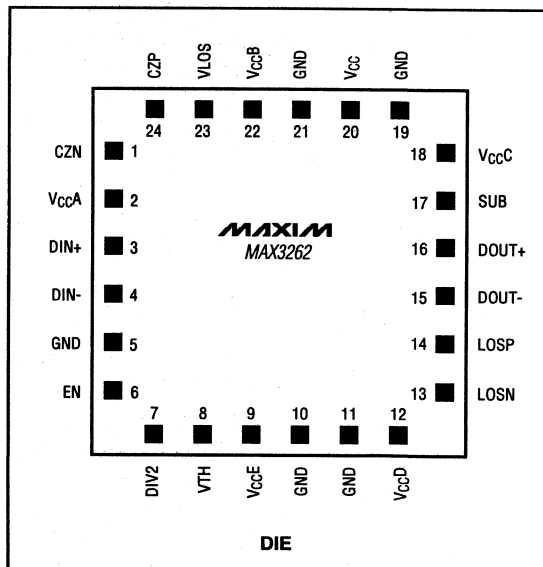 CZP VLOS VCCB GND VCC GND
24 23 22 21 20 19
CZN 1 18 VCCC
VCCA 2 17 SUB
MAXIM
DIN+ 3 16 DOUT+
MAX3262
DIN- 4 15 DOUT-
GND 5 14 LOSP
EN 6 13 LOSN
7 8 9 10 11 12
DIV2 VTH VCCE GND GND VCCD
DIE